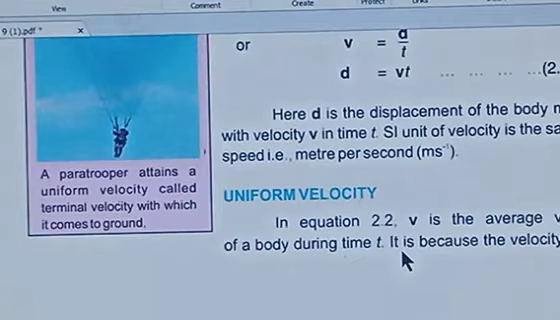 View
Comment
Create
Protect
Links
9 (1).pdf *
x
or v = d
t
d = vt ... ... ... ...(2.
Here d is the displacement of the body
with velocity v in time t. SI unit of velocity is the
speed i.e., metre per second (ms⁻¹).
A paratrooper attains a
uniform velocity called
terminal velocity with which
it comes to ground.
UNIFORM VELOCITY
In equation 2.2, v is the average
of a body during time t. It is because the velocity